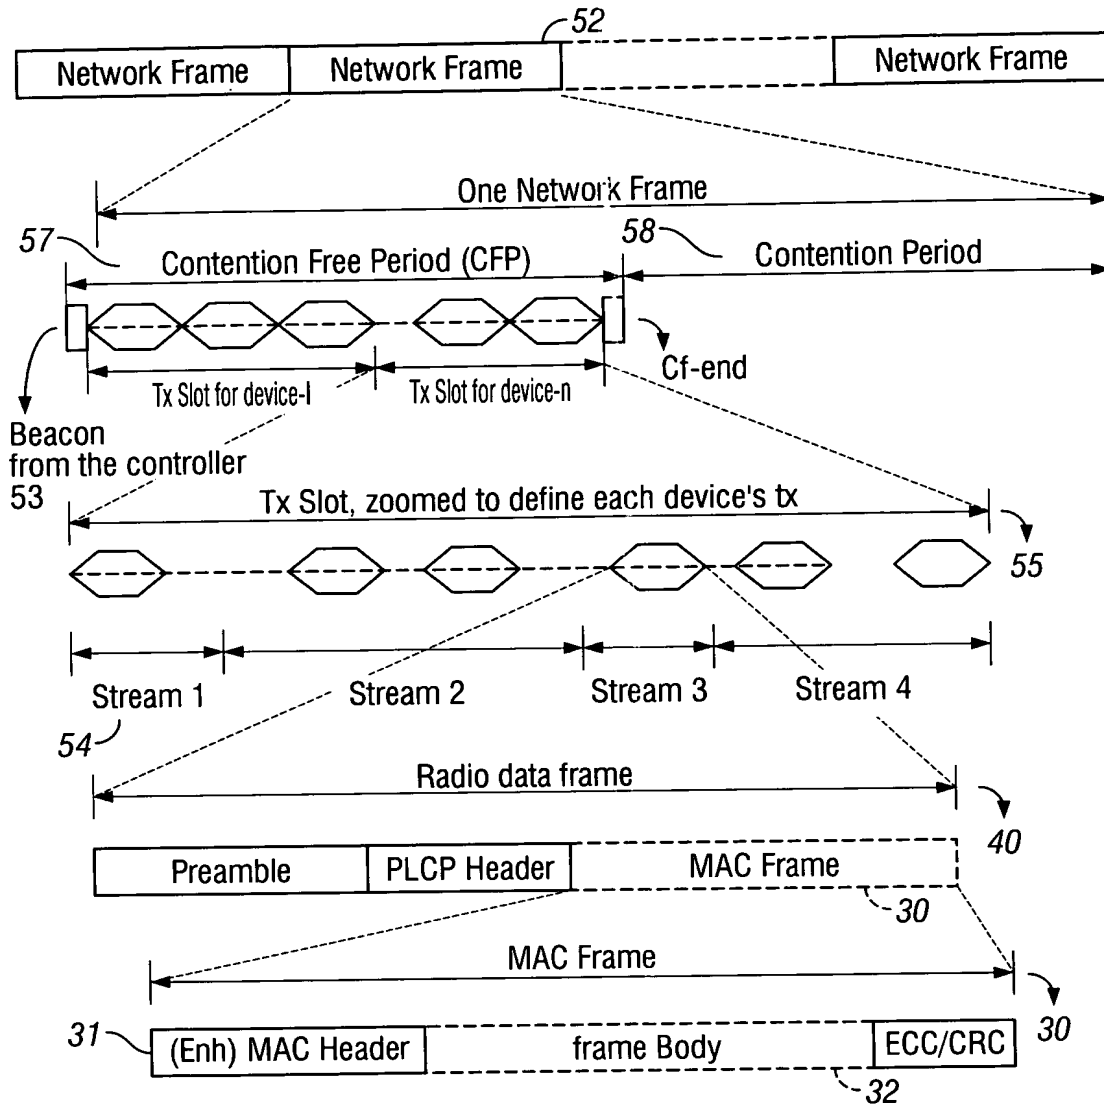 52
Network Frame Network Frame Network Frame
One Network Frame
57 58
Contention Free Period (CFP) Contention Period
Cf-end
Tx Slot for device-l Tx Slot for device-n
Beacon
from the controller
53
Tx Slot, zoomed to define each device's tx
55
Stream 1 Stream 2 Stream 3 Stream 4
54
Radio data frame
40
Preamble PLCP Header MAC Frame
30
MAC Frame
30
31
(Enh) MAC Header frame Body ECC/CRC
32